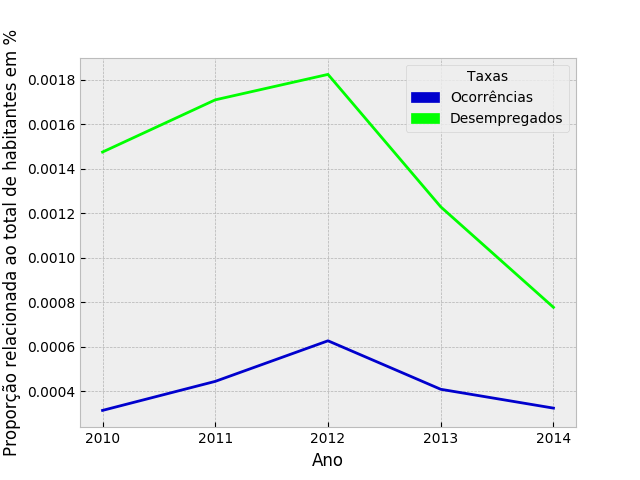 Proporção relacionada ao total de habitantes em %
0.0018
0.0016
0.0014
0.0012
0.0010
0.0008
0.0006
0.0004
Taxas
Ocorrências
Desempregados
2010 2011 2012 2013 2014
Ano